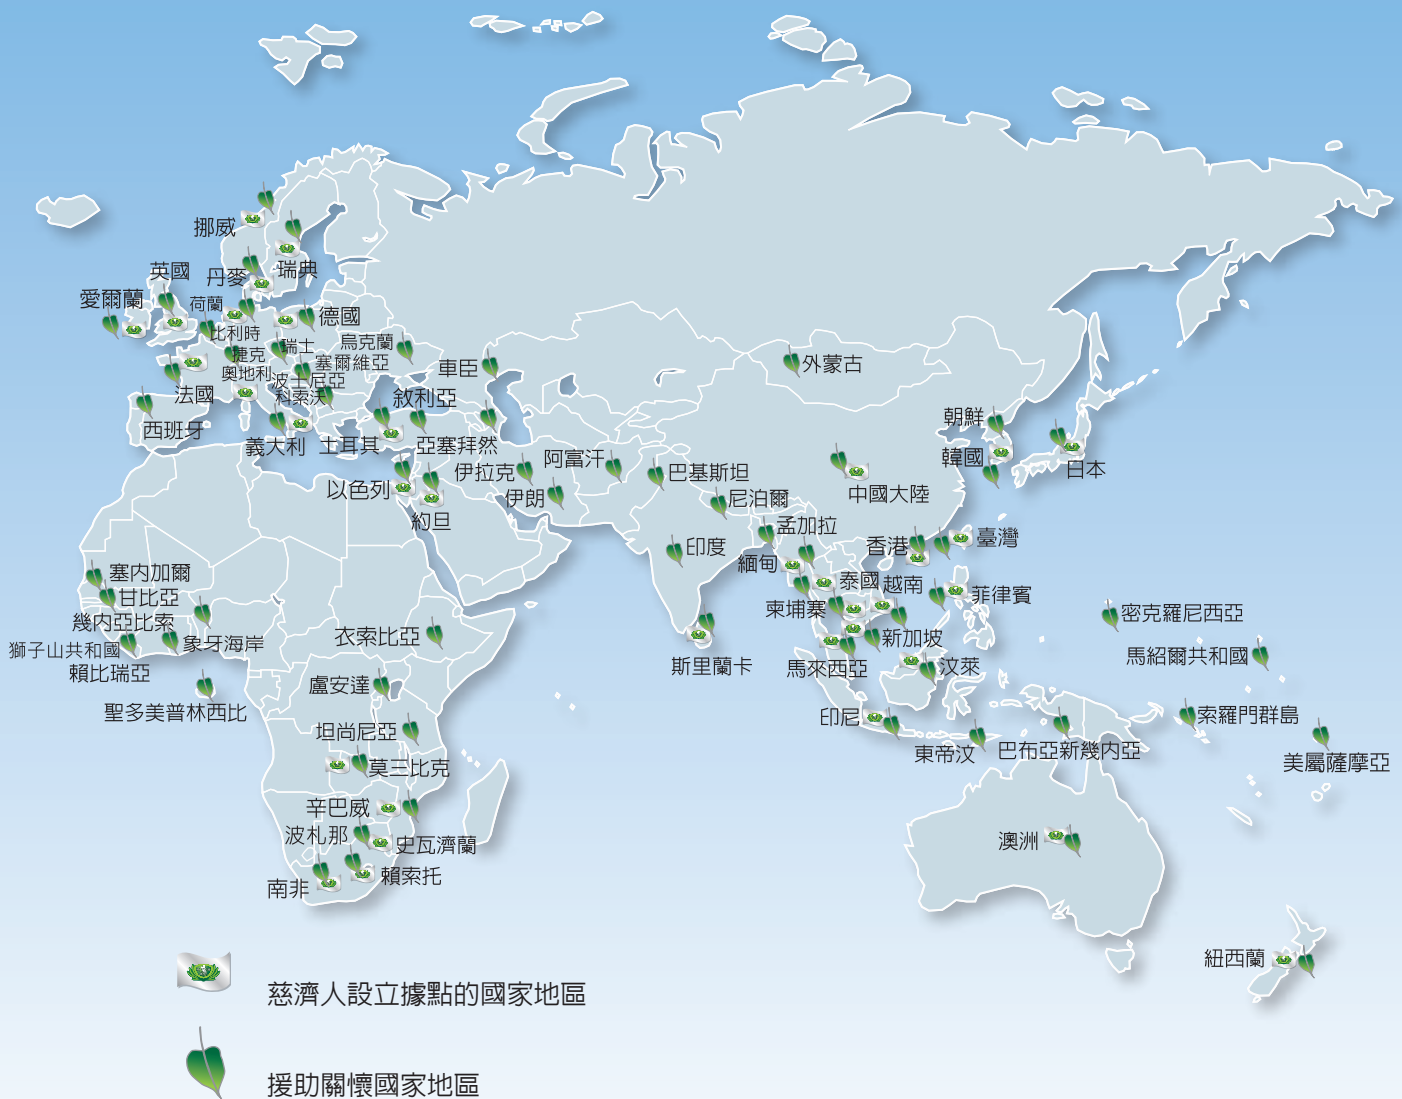 挪威
瑞典
丹麥
英國
愛爾蘭
荷蘭
德國
比利時
瑞士
烏克蘭
捷克
塞爾維亞
車臣
外蒙古
奧地利
波士尼亞
法國
科索沃
敘利亞
朝鮮
西班牙
義大利
土耳其
亞塞拜然
韓國
日本
以色列
伊拉克
阿富汗
巴基斯坦
伊朗
尼泊爾
中國大陸
約旦
孟加拉
印度
緬甸
香港
臺灣
塞內加爾
甘比亞
泰國
越南
菲律賓
柬埔寨
幾內亞比索
密克羅尼西亞
象牙海岸
衣索比亞
新加坡
獅子山共和國
馬紹爾共和國
賴比瑞亞
斯里蘭卡
馬來西亞
汶萊
盧安達
聖多美普林西比
印尼
索羅門群島
坦尚尼亞
東帝汶
巴布亞新幾內亞
美屬薩摩亞
莫三比克
辛巴威
波札那
史瓦濟蘭
澳洲
南非
賴索托
紐西蘭
慈濟人設立據點的國家地區
援助關懷國家地區